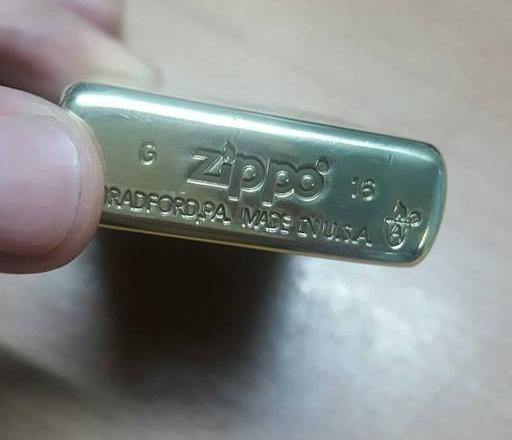 G zippo 16
BRADFORD,PA. MADE IN U.S.A.
A